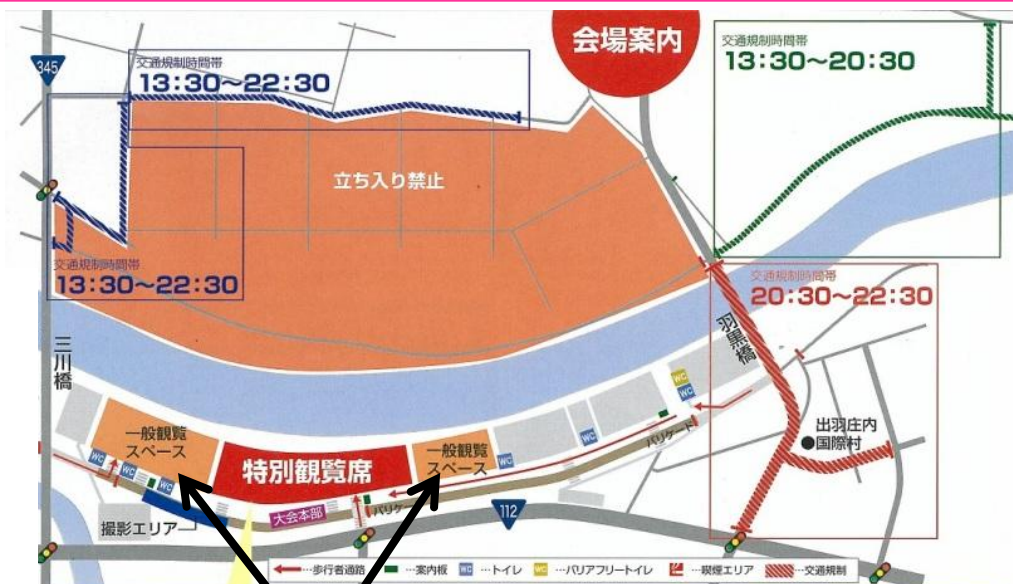 会場案内
345
交通規制時間帯
13:30〜22:30
交通規制時間帯
13:30〜20:30
立ち入り禁止
交通規制時間帯
13:30〜22:30
交通規制時間帯
20:30〜22:30
三川橋
羽黒橋
出羽庄内
国際村
一般観覧
スペース
特別観覧席
一般観覧
スペース
バリケード
バリケード
大会本部
撮影エリア
112
WC
WC
WC
WC
WC
WC
WC
…歩行者通路
…案内板
WC
…トイレ
WC
…バリアフリートイレ
…喫煙エリア
…交通規制